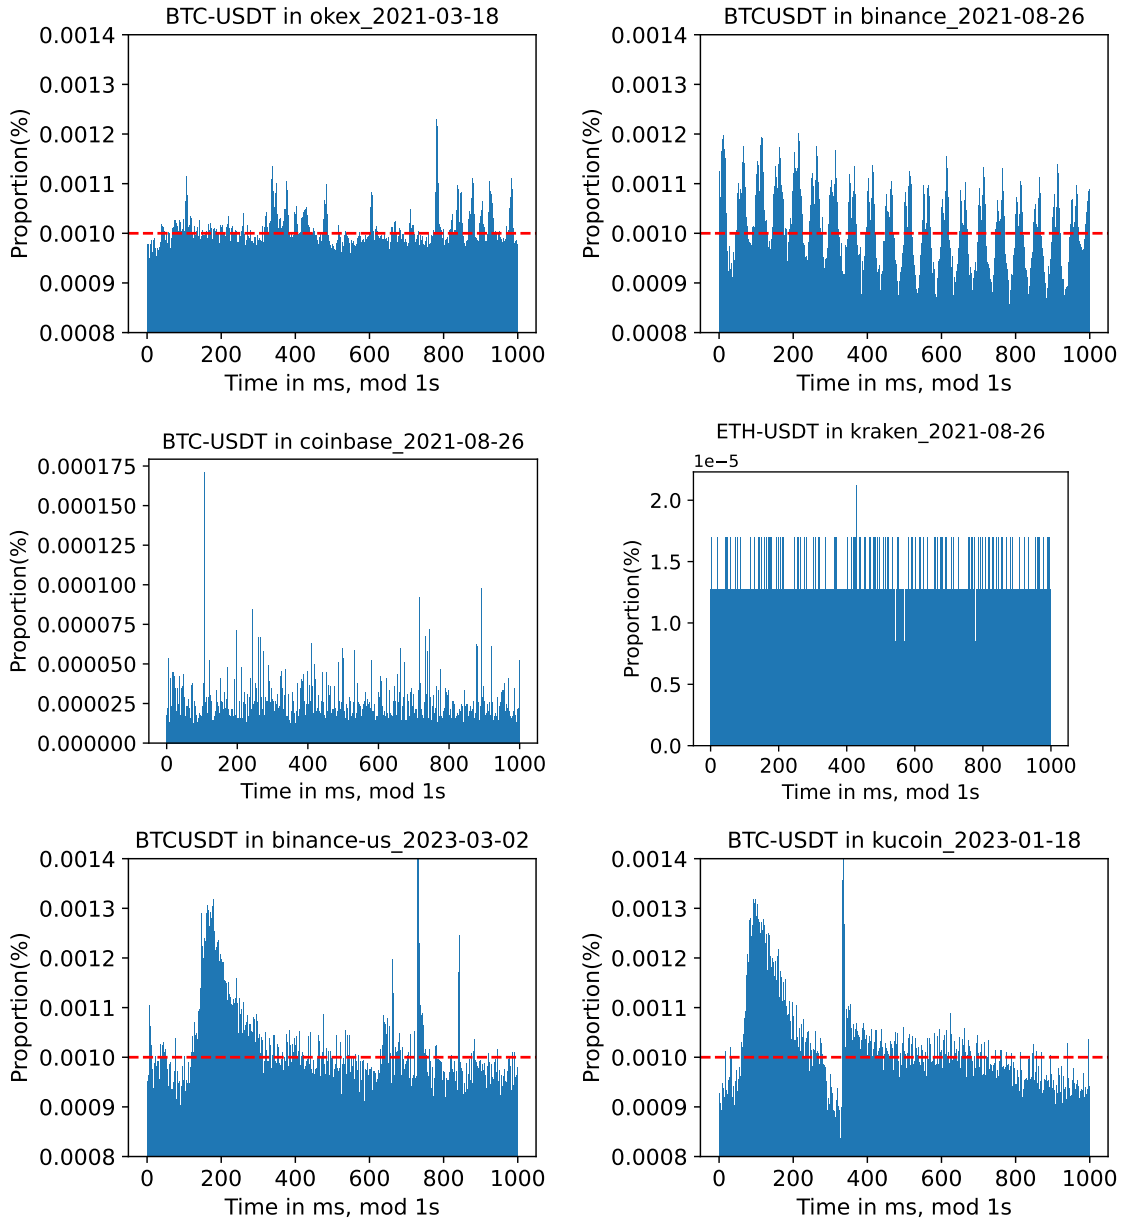 BTC-USDT in okex_2021-03-18
0.0014
0.0013
0.0012
0.0011
0.0010
0.0009
0.0008
Proportion(%)
0 200 400 600 800 1000
Time in ms, mod 1s
BTCUSDT in binance_2021-08-26
0.0014
0.0013
0.0012
0.0011
0.0010
0.0009
0.0008
Proportion(%)
0 200 400 600 800 1000
Time in ms, mod 1s
BTC-USDT in coinbase_2021-08-26
0.000175
0.000150
0.000125
0.000100
0.000075
0.000050
0.000025
0.000000
Proportion(%)
0 200 400 600 800 1000
Time in ms, mod 1s
ETH-USDT in kraken_2021-08-26
1e−5
2.0
1.5
1.0
0.5
0.0
Proportion(%)
0 200 400 600 800 1000
Time in ms, mod 1s
BTCUSDT in binance-us_2023-03-02
0.0014
0.0013
0.0012
0.0011
0.0010
0.0009
0.0008
Proportion(%)
0 200 400 600 800 1000
Time in ms, mod 1s
BTC-USDT in kucoin_2023-01-18
0.0014
0.0013
0.0012
0.0011
0.0010
0.0009
0.0008
Proportion(%)
0 200 400 600 800 1000
Time in ms, mod 1s